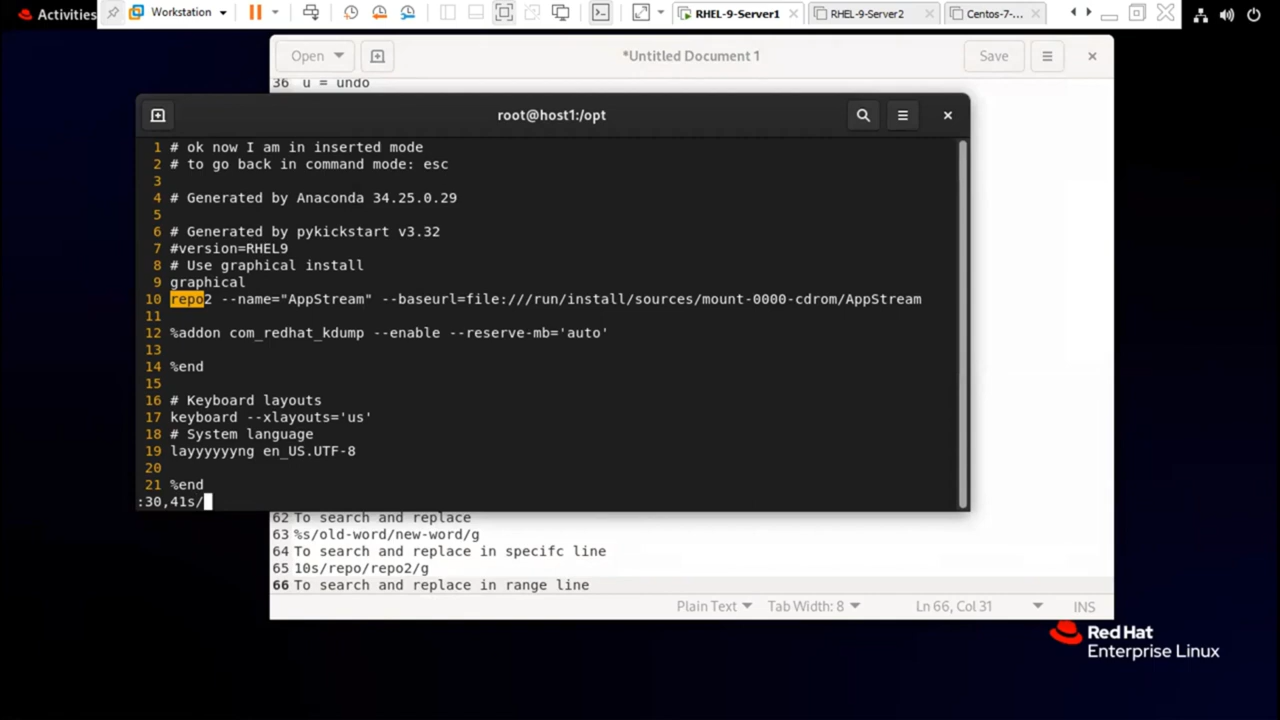 Activities
Workstation
RHEL-9-Server1
RHEL-9-Server2
Centos-7-...
Open
*Untitled Document 1
Save
36 u = undo
root@host1:/opt
1 # ok now I am in inserted mode
2 # to go back in command mode: esc
3
4 # Generated by Anaconda 34.25.0.29
5
6 # Generated by pykickstart v3.32
7 #version=RHEL9
8 # Use graphical install
9 graphical
10 repo2 --name="AppStream" --baseurl=file:///run/install/sources/mount-0000-cdrom/AppStream
11
12 %addon com_redhat_kdump --enable --reserve-mb='auto'
13
14 %end
15
16 # Keyboard layouts
17 keyboard --xlayouts='us'
18 # System language
19 layyyyyyng en_US.UTF-8
20
21 %end
:30,41s/
62 To search and replace
63 %s/old-word/new-word/g
64 To search and replace in specifc line
65 10s/repo/repo2/g
66 To search and replace in range line
Plain Text
Tab Width: 8
Ln 66, Col 31
INS
Red Hat
Enterprise Linux